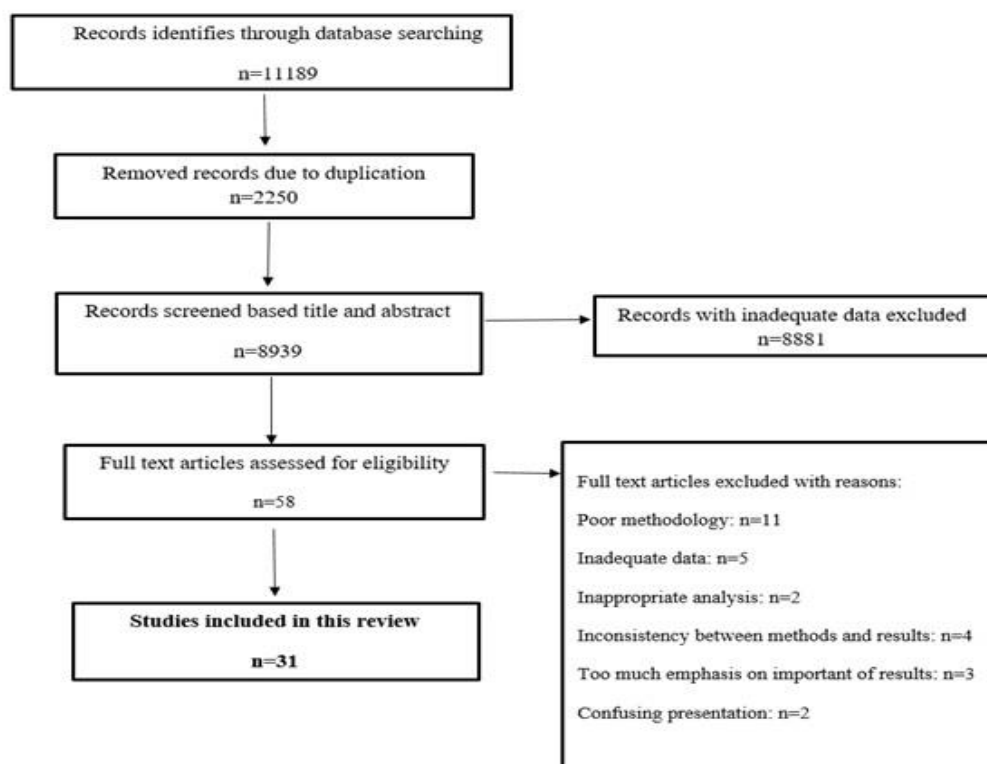 Records identifies through database searching
n=11189
Removed records due to duplication
n=2250
Records screened based title and abstract
n=8939
Records with inadequate data excluded
n=8881
Full text articles assessed for eligibility
n=58
Full text articles excluded with reasons:
Poor methodology: n=11
Inadequate data: n=5
Inappropriate analysis: n=2
Inconsistency between methods and results: n=4
Too much emphasis on important of results: n=3
Confusing presentation: n=2
Studies included in this review
n=31